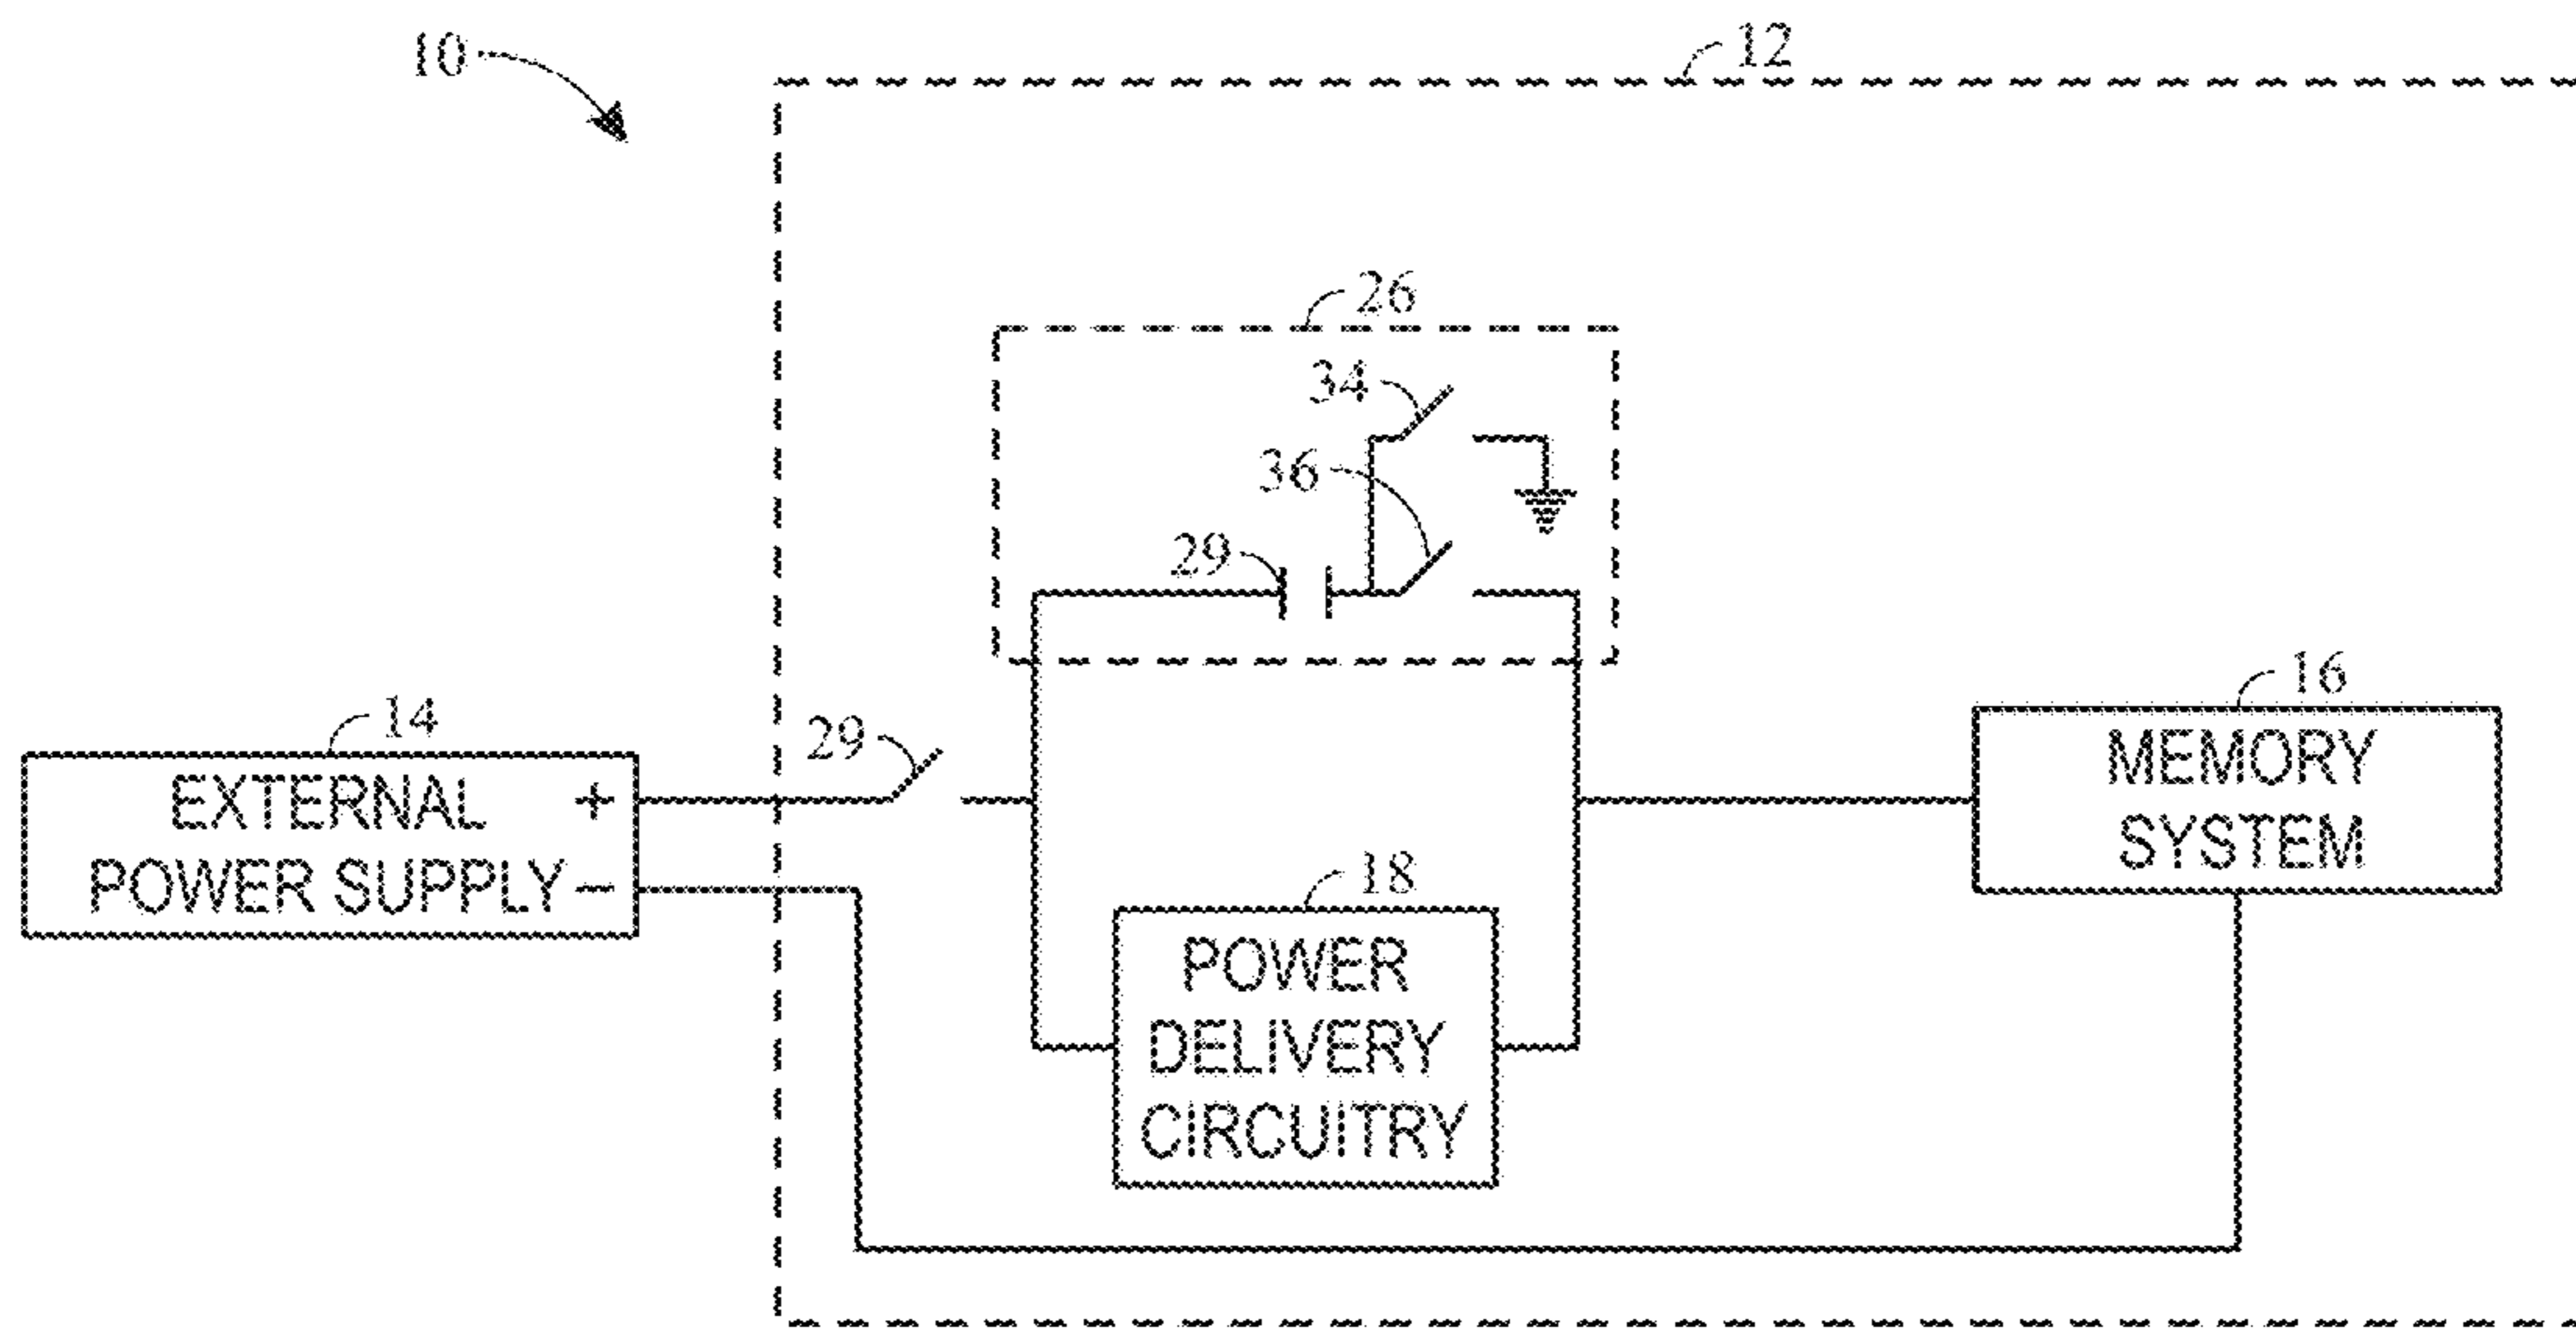 10
12
26
34
36
29
14
29
16
EXTERNAL +
POWER SUPPLY −
MEMORY
SYSTEM
18
POWER
DELIVERY
CIRCUITRY